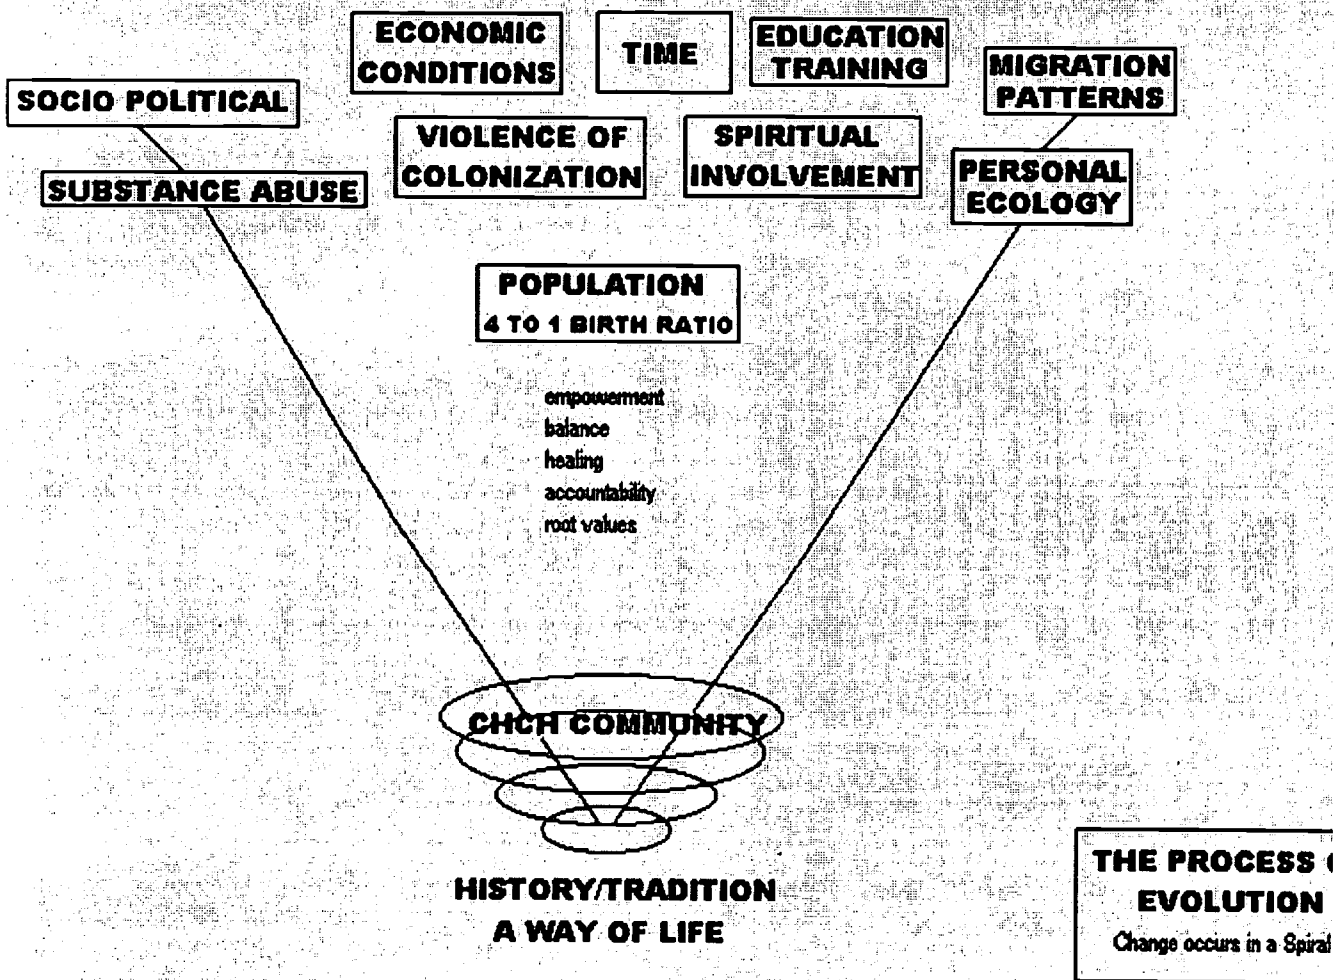 ECONOMIC
CONDITIONS
TIME
EDUCATION
TRAINING
MIGRATION
PATTERNS
SOCIO POLITICAL
VIOLENCE OF
COLONIZATION
SPIRITUAL
INVOLVEMENT
PERSONAL
ECOLOGY
SUBSTANCE ABUSE
POPULATION
4 TO 1 BIRTH RATIO
empowerment
balance
healing
accountability
root values
CHCH COMMUNITY
HISTORY/TRADITION
A WAY OF LIFE
THE PROCESS
EVOLUTION
Change occurs in a Spiral